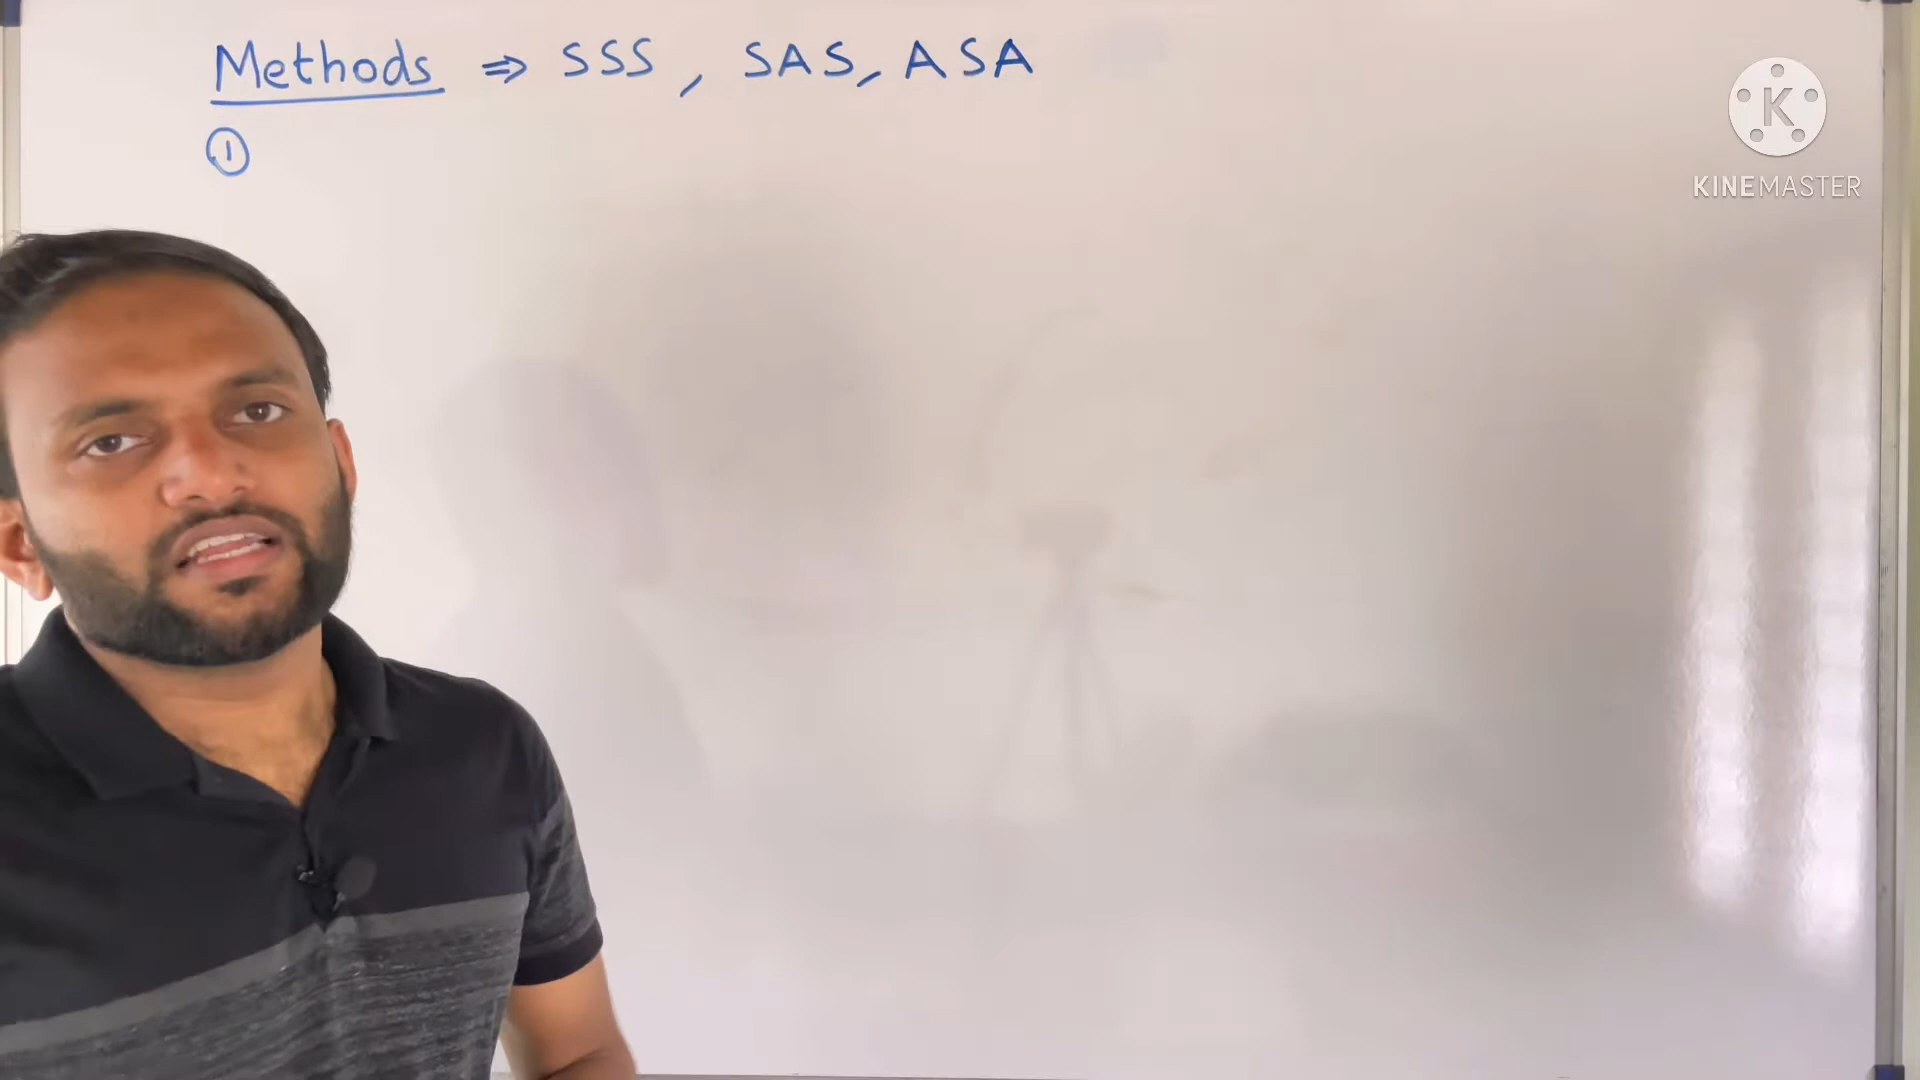 Methods ⇒ SSS , SAS, ASA
①
K
KINEMASTER